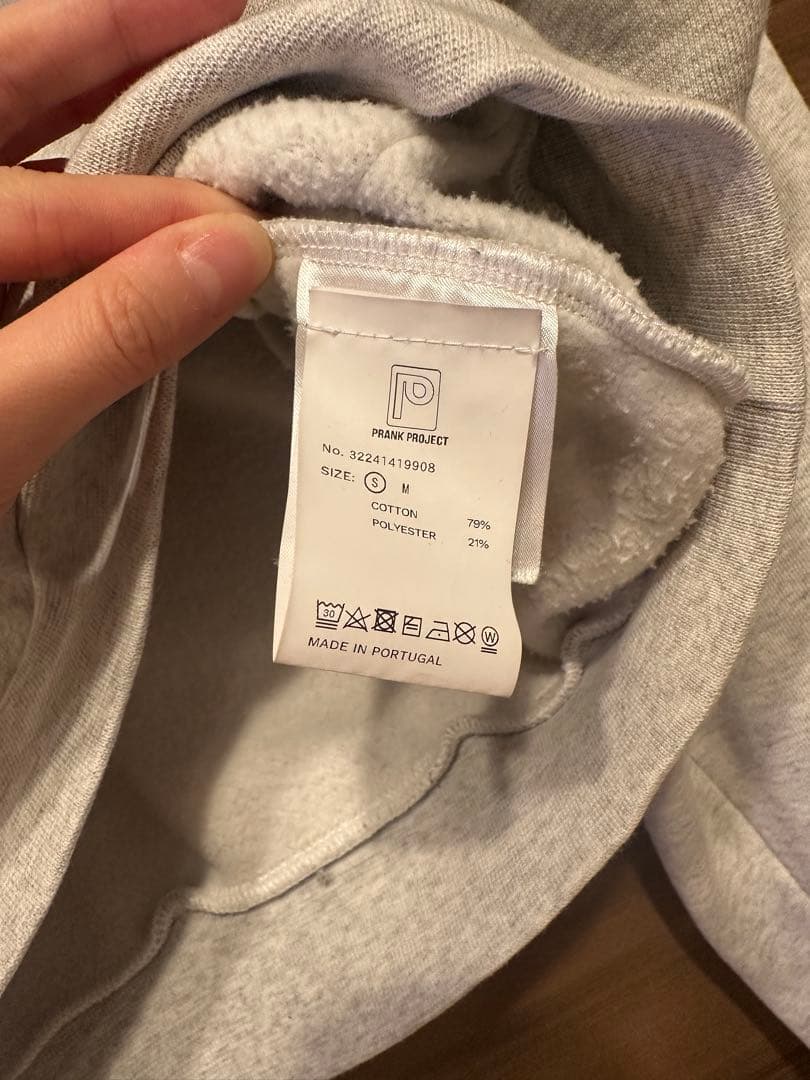 P
PRANK PROJECT
No. 32241419908
SIZE: S M
COTTON 79%
POLYESTER 21%
30 W
MADE IN PORTUGAL